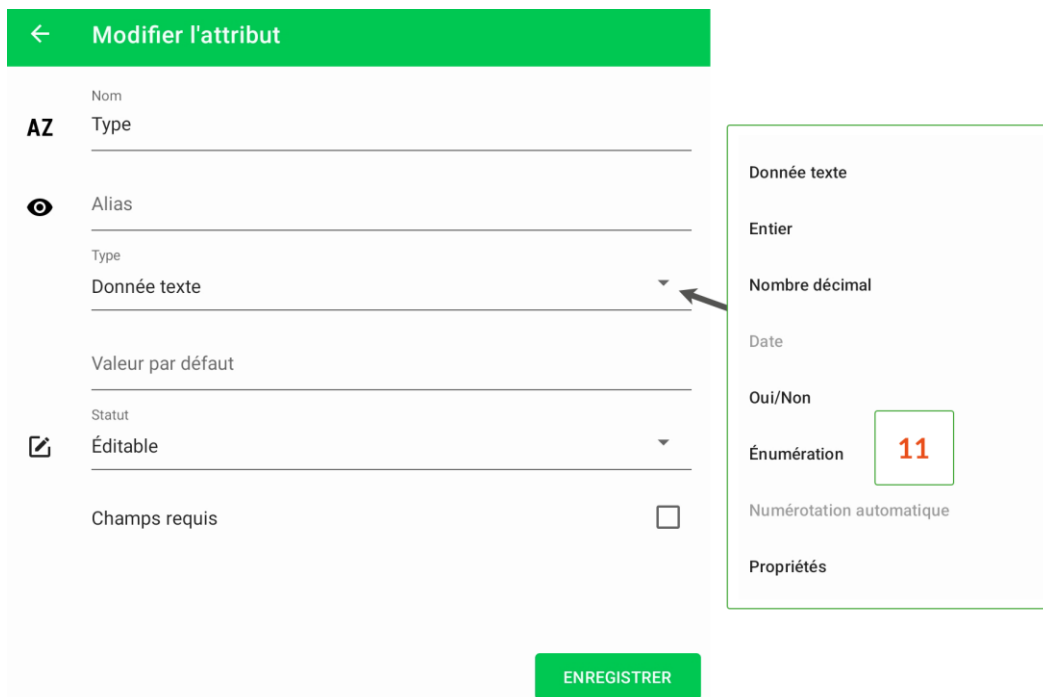 Modifier l'attribut
Nom
AZ
Type
Alias
Type
Donnée texte
Valeur par défaut
Statut
Éditable
Champs requis
ENREGISTRER
Donnée texte
Entier
Nombre décimal
Date
Oui/Non
Énumération
11
Numérotation automatique
Propriétés